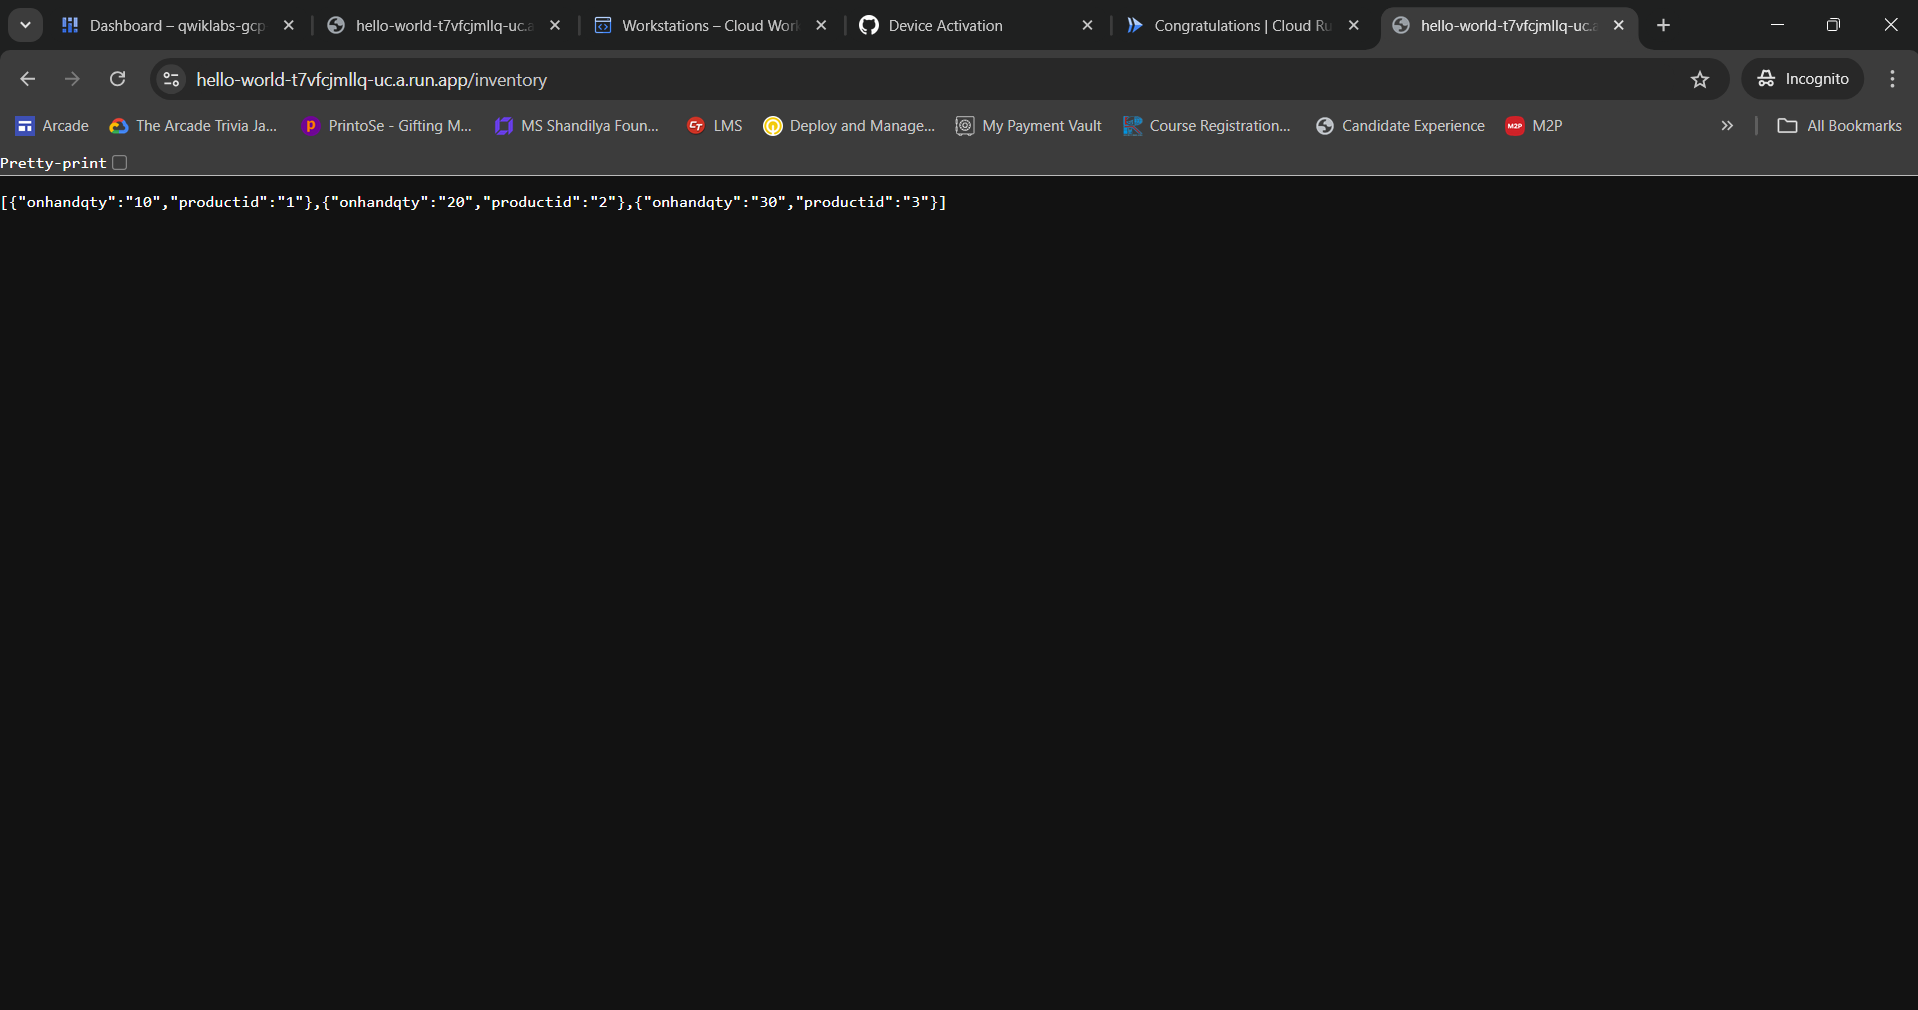 Dashboard – qwiklabs-gcp
hello-world-t7vfcjmllq-uc.a
Workstations – Cloud Work
Device Activation
Congratulations | Cloud Ru
hello-world-t7vfcjmllq-uc.a
hello-world-t7vfcjmllq-uc.a.run.app/inventory
Incognito
Arcade
The Arcade Trivia Ja...
p
PrintoSe - Gifting M...
MS Shandilya Foun...
CT
LMS
Deploy and Manage...
My Payment Vault
Course Registration...
Candidate Experience
M2P
M2P
All Bookmarks
Pretty-print
[{"onhandqty":"10","productid":"1"},{"onhandqty":"20","productid":"2"},{"onhandqty":"30","productid":"3"}]